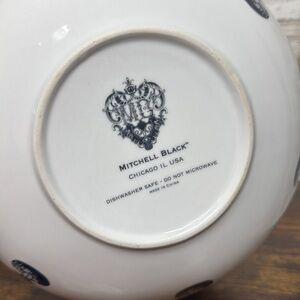 MITCHELL BLACK™
CHICAGO IL USA
DISHWASHER SAFE - DO NOT MICROWAVE
MADE IN CHINA